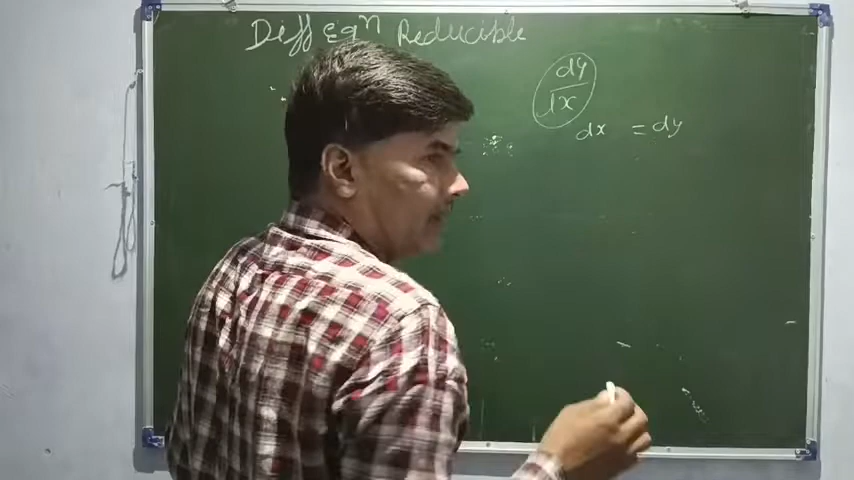 Diff Eqⁿ Reducible
dy
dx
dx = dy